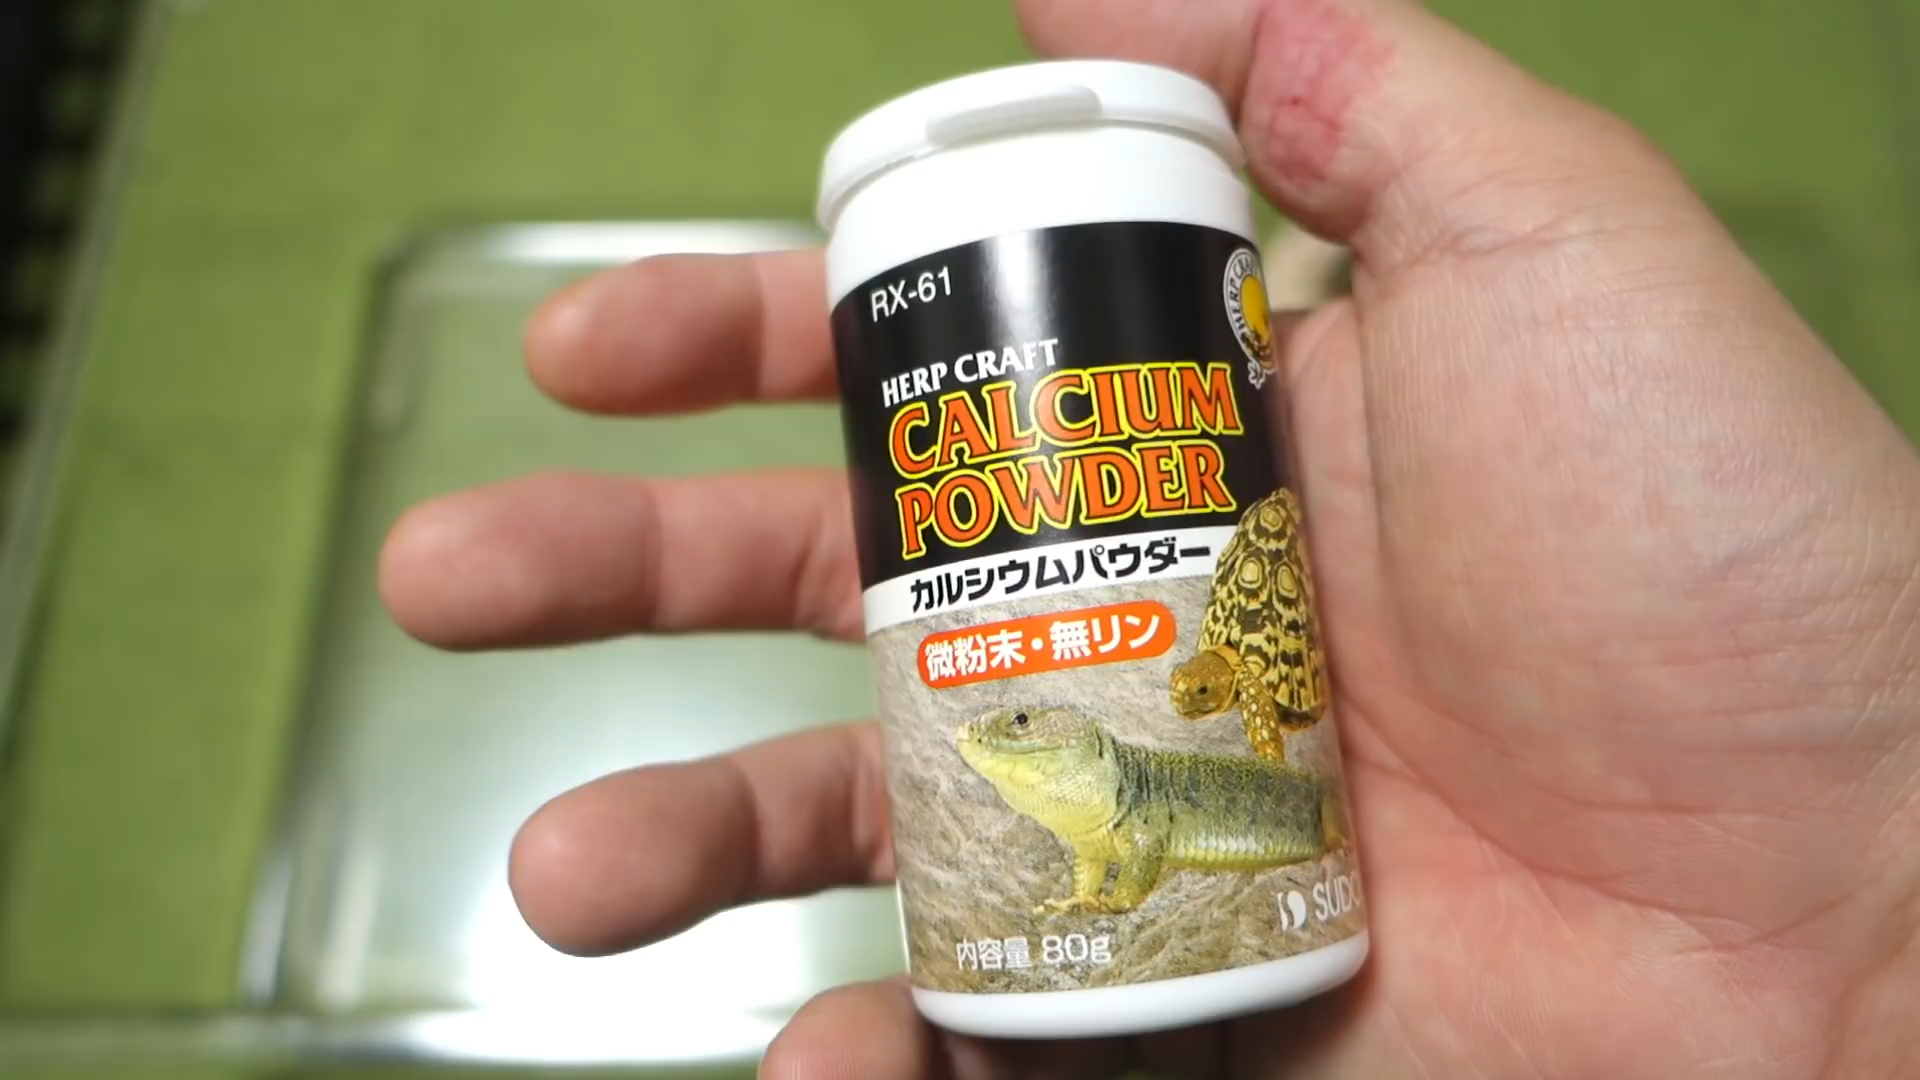 RX-61
HERP CRAFT
CALCIUM
POWDER
カルシウムパウダー
微粉末・無リン
内容量 80g